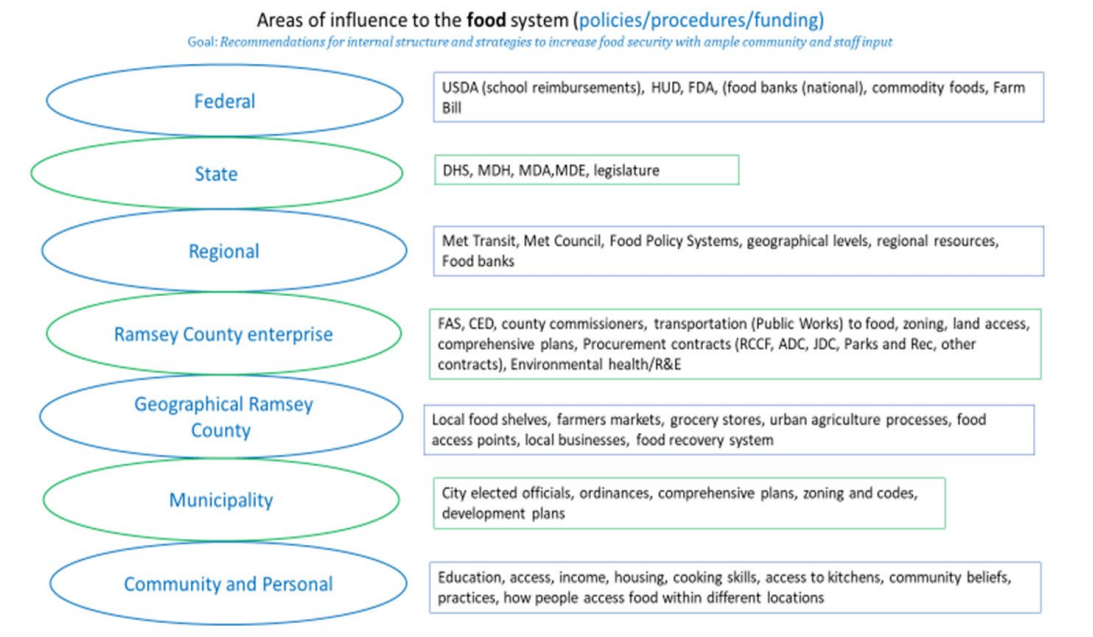 Areas of influence to the food system (policies/procedures/funding)
Goal: Recommendations for internal structure and strategies to increase food security with ample community and staff input
Federal
USDA (school reimbursements), HUD, FDA, (food banks (national), commodity foods, Farm
Bill
State
DHS, MDH, MDA,MDE, legislature
Regional
Met Transit, Met Council, Food Policy Systems, geographical levels, regional resources,
Food banks
Ramsey County enterprise
FAS, CED, county commissioners, transportation (Public Works) to food, zoning, land access,
comprehensive plans, Procurement contracts (RCCF, ADC, JDC, Parks and Rec, other
contracts), Environmental health/R&E
Geographical Ramsey
County
Local food shelves, farmers markets, grocery stores, urban agriculture processes, food
access points, local businesses, food recovery system
Municipality
City elected officials, ordinances, comprehensive plans, zoning and codes,
development plans
Community and Personal
Education, access, income, housing, cooking skills, access to kitchens, community beliefs,
practices, how people access food within different locations